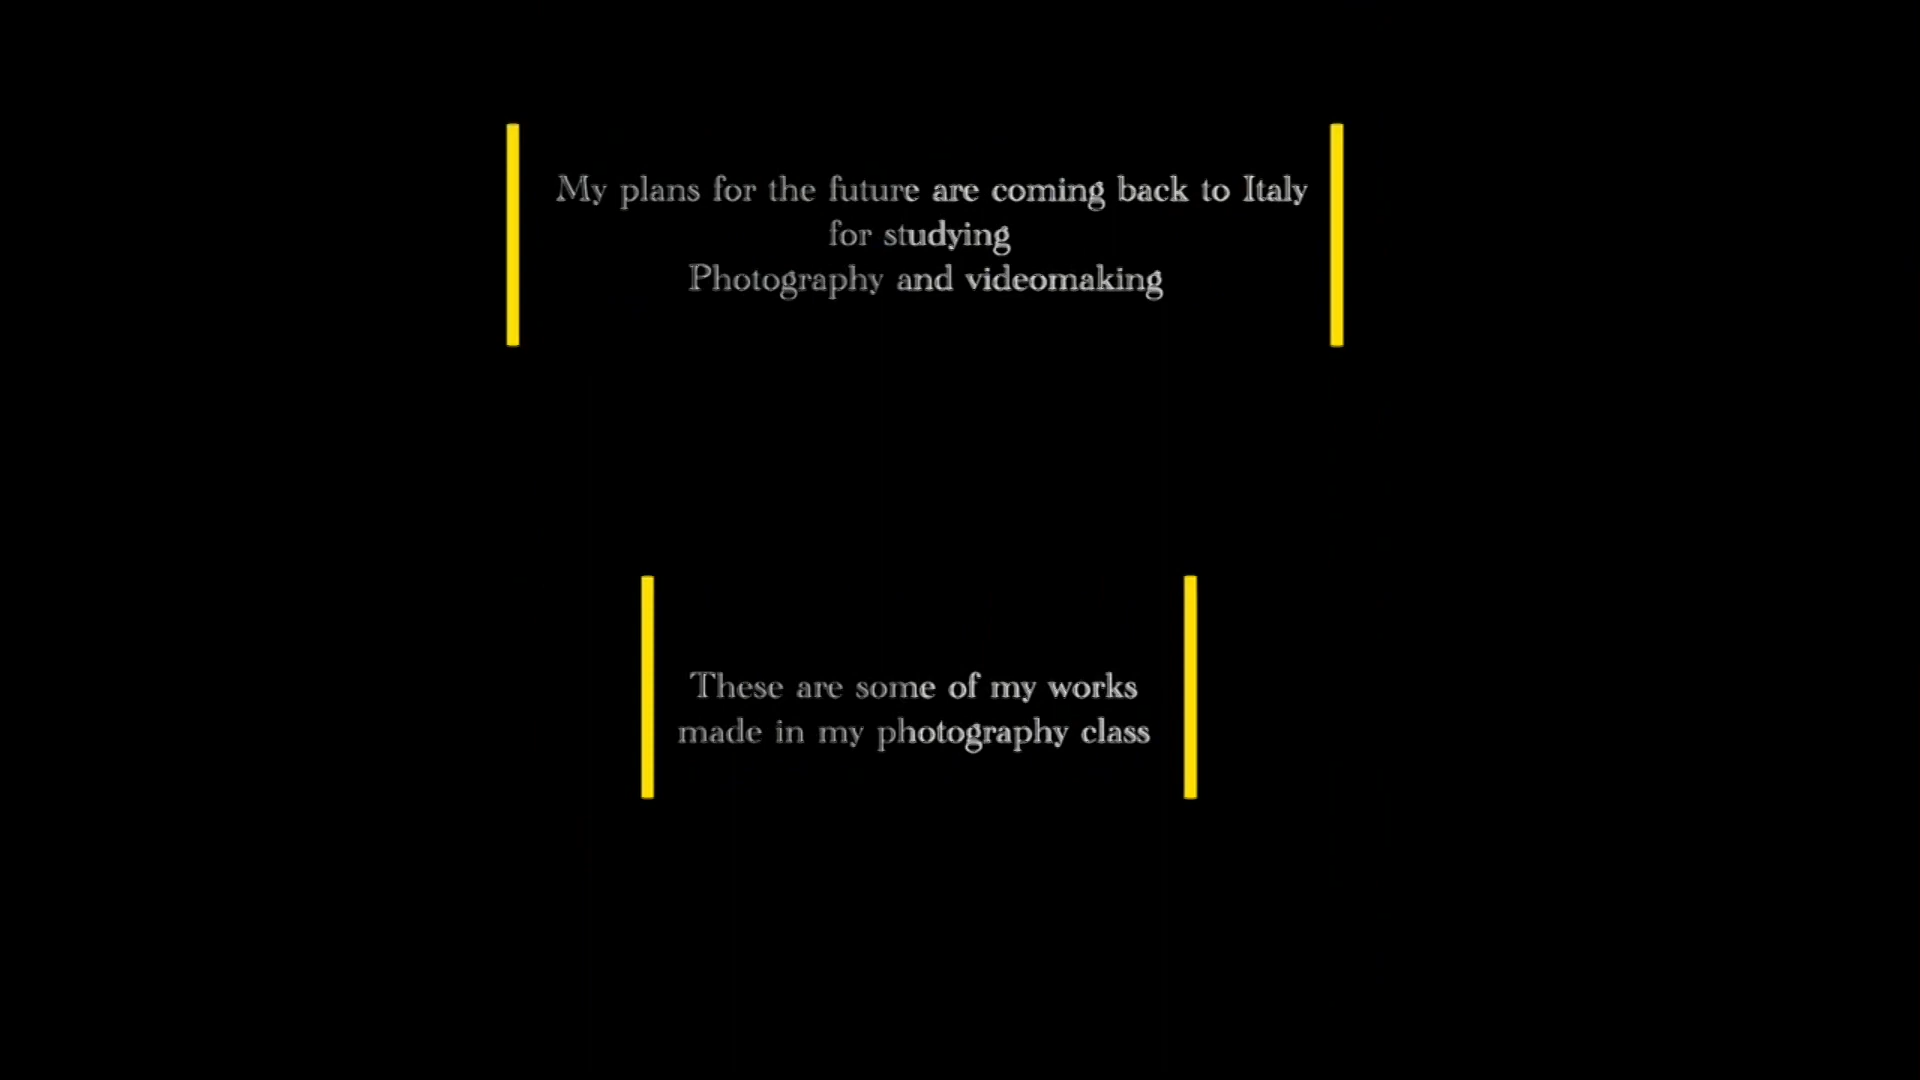 My plans for the future are coming back to Italy
for studying
Photography and videomaking
These are some of my works
made in my photography class